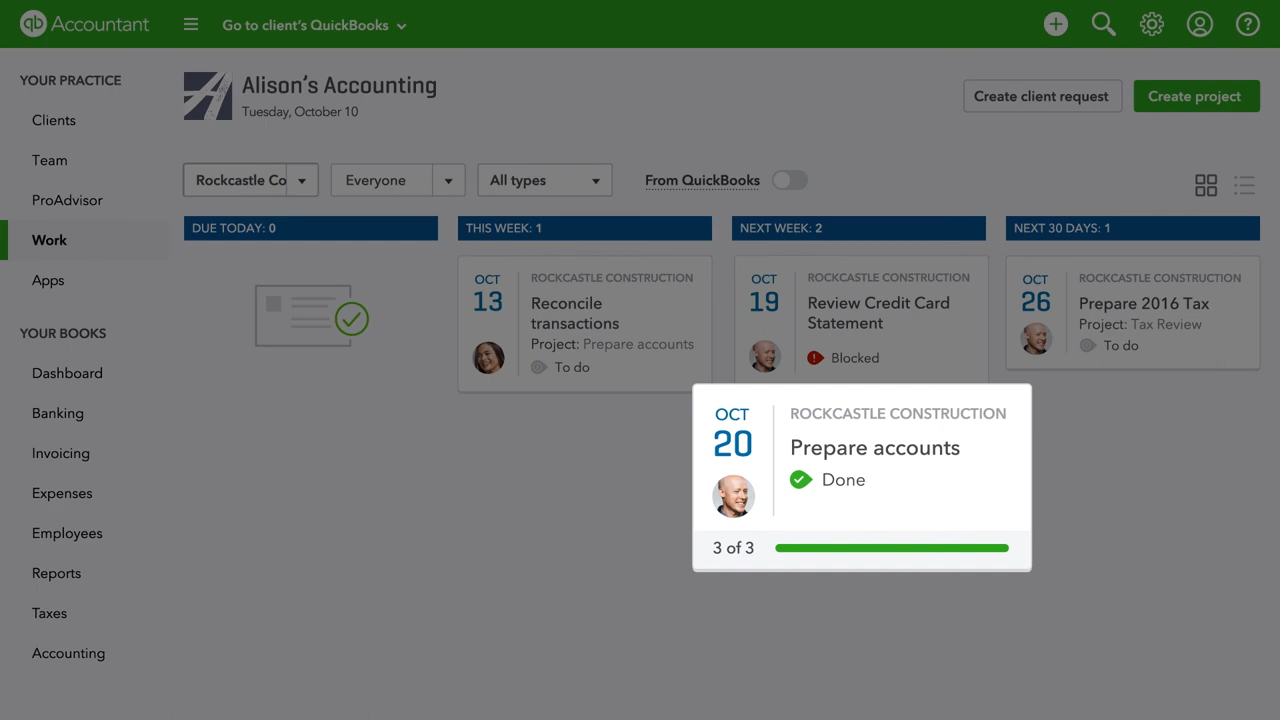 qb Accountant
Go to client's QuickBooks
YOUR PRACTICE
Clients
Team
ProAdvisor
Work
Apps
YOUR BOOKS
Dashboard
Banking
Invoicing
Expenses
Employees
Reports
Taxes
Accounting
Alison's Accounting
Tuesday, October 10
Create client request
Create project
Rockcastle Co
Everyone
All types
From QuickBooks
DUE TODAY: 0
THIS WEEK: 1
OCT
13
ROCKCASTLE CONSTRUCTION
Reconcile
transactions
Project: Prepare accounts
To do
NEXT WEEK: 2
OCT
19
ROCKCASTLE CONSTRUCTION
Review Credit Card
Statement
Blocked
OCT
20
ROCKCASTLE CONSTRUCTION
Prepare accounts
Done
3 of 3
NEXT 30 DAYS: 1
OCT
26
ROCKCASTLE CONSTRUCTION
Prepare 2016 Tax
Project: Tax Review
To do